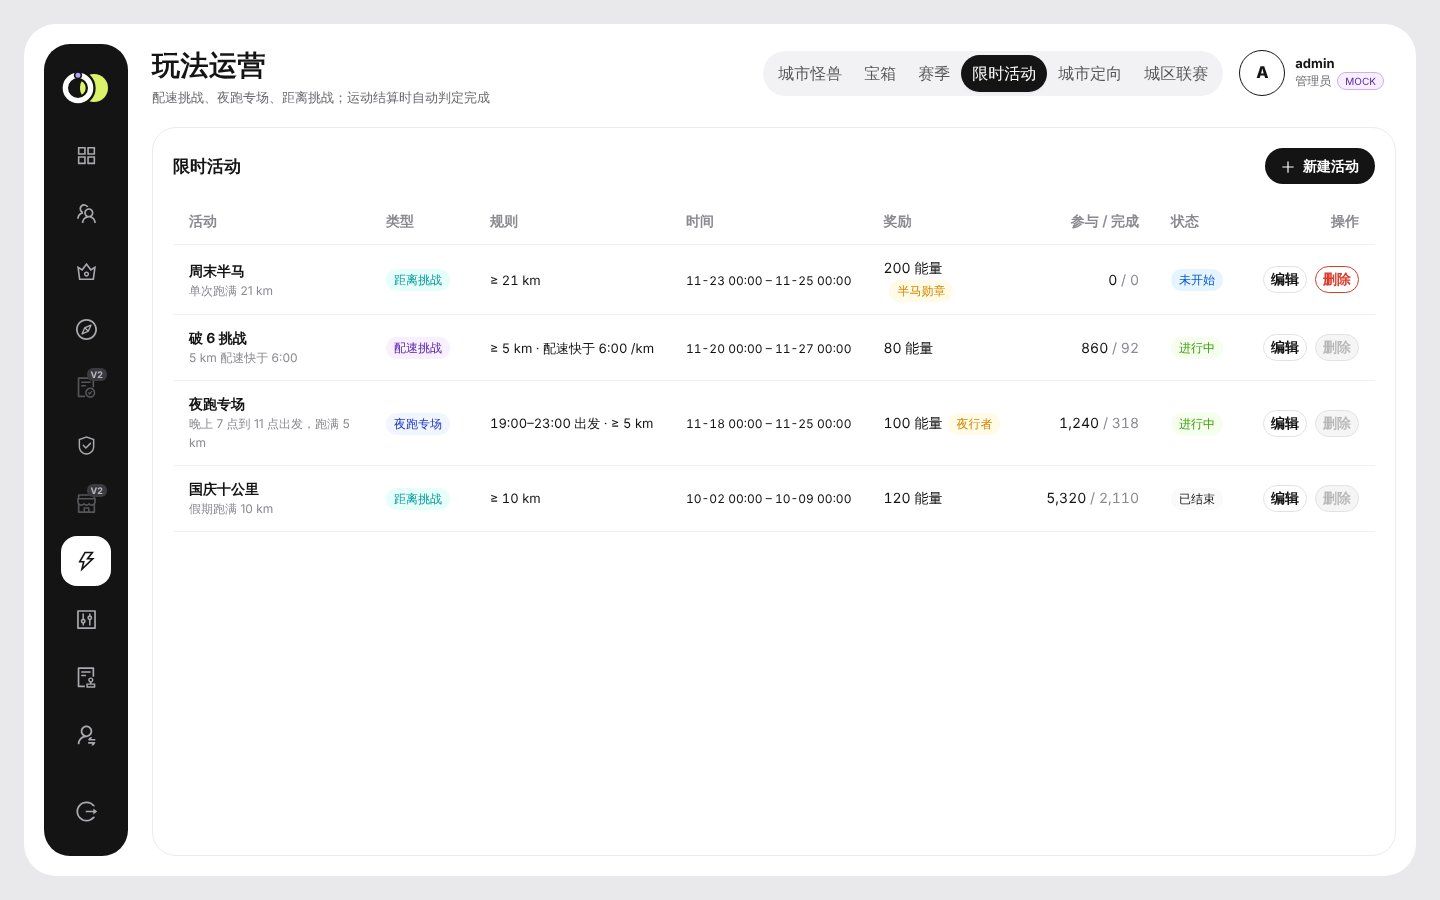 玩法运营
配速挑战、夜跑专场、距离挑战；运动结算时自动判定完成
城市怪兽 宝箱 赛季 限时活动 城市定向 城区联赛
A
admin
管理员 MOCK
V2
V2
限时活动
+ 新建活动
活动 类型 规则 时间 奖励 参与 / 完成 状态 操作
周末半马
单次跑满 21 km
距离挑战
≥ 21 km
11-23 00:00 – 11-25 00:00
200 能量
半马勋章
0 / 0
未开始
编辑 删除
破 6 挑战
5 km 配速快于 6:00
配速挑战
≥ 5 km · 配速快于 6:00 /km
11-20 00:00 – 11-27 00:00
80 能量
860 / 92
进行中
编辑 删除
夜跑专场
晚上 7 点到 11 点出发，跑满 5
km
夜跑专场
19:00–23:00 出发 · ≥ 5 km
11-18 00:00 – 11-25 00:00
100 能量 夜行者
1,240 / 318
进行中
编辑 删除
国庆十公里
假期跑满 10 km
距离挑战
≥ 10 km
10-02 00:00 – 10-09 00:00
120 能量
5,320 / 2,110
已结束
编辑 删除